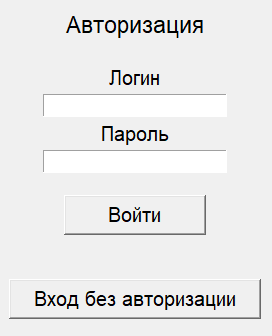 Авторизация
Логин
Пароль
Войти
Вход без авторизации